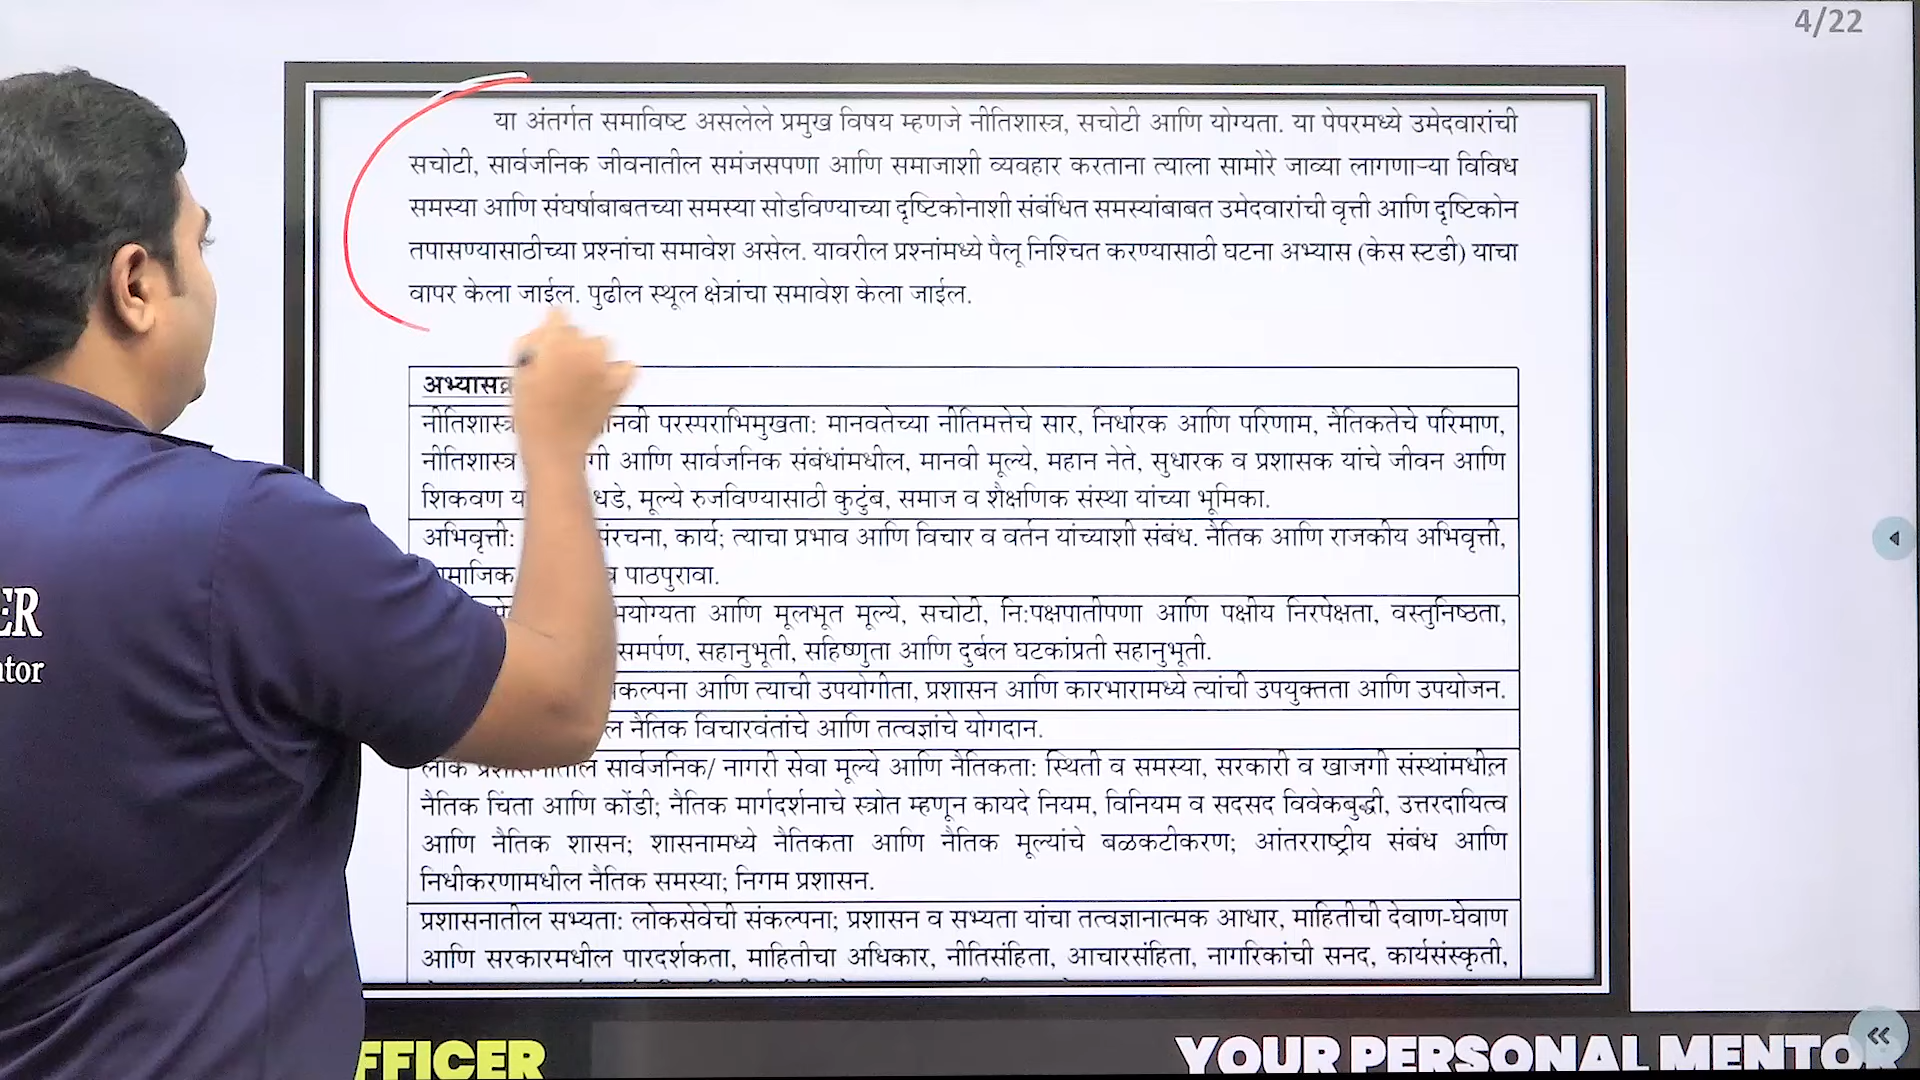 4/22
या अंतर्गत समाविष्ट असलेले प्रमुख विषय म्हणजे नीतिशास्त्र, सचोटी आणि योग्यता. या पेपरमध्ये उमेदवारांची
सचोटी, सार्वजनिक जीवनातील समंजसपणा आणि समाजाशी व्यवहार करताना त्याला सामोरे जाव्या लागणाऱ्या विविध
समस्या आणि संघर्षाबाबतच्या समस्या सोडविण्याच्या दृष्टिकोनाशी संबंधित समस्यांबाबत उमेदवारांची वृत्ती आणि दृष्टिकोन
तपासण्यासाठीच्या प्रश्नांचा समावेश असेल. यावरील प्रश्नांमध्ये पैलू निश्चित करण्यासाठी घटना अभ्यास (केस स्टडी) याचा
वापर केला जाईल. पुढील स्थूल क्षेत्रांचा समावेश केला जाईल.
नीतिशास्त्र परस्पराभिमुखता: मानवतेच्या नीतिमत्तेचे सार, निर्धारक आणि परिणाम, नैतिकतेचे परिमाण,
नीतिशास्त्र आणि सार्वजनिक संबंधांमधील, मानवी मूल्ये, महान नेते, सुधारक व प्रशासक यांचे जीवन आणि
शिकवण मूल्ये रुजविण्यासाठी कुटुंब, समाज व शैक्षणिक संस्था यांच्या भूमिका.
अभिवृत्ती: कार्य; त्याचा प्रभाव आणि विचार व वर्तन यांच्याशी संबंध. नैतिक आणि राजकीय अभिवृत्ती,
पाठपुरावा.
आणि मूलभूत मूल्ये, सचोटी, नि:पक्षपातीपणा आणि पक्षीय निरपेक्षता, वस्तुनिष्ठता,
समर्पण, सहानुभूती, सहिष्णुता आणि दुर्बल घटकांप्रती सहानुभूती.
आणि त्याची उपयोगीता, प्रशासन आणि कारभारामध्ये त्यांची उपयुक्तता आणि उपयोजन.
नैतिक विचारवंतांचे आणि तत्वज्ञांचे योगदान.
लोक सार्वजनिक/ नागरी सेवा मूल्ये आणि नैतिकता: स्थिती व समस्या, सरकारी व खाजगी संस्थांमधील
नैतिक चिंता आणि कोंडी; नैतिक मार्गदर्शनाचे स्त्रोत म्हणून कायदे नियम, विनियम व सदसद विवेकबुद्धी, उत्तरदायित्व
आणि नैतिक शासन; शासनामध्ये नैतिकता आणि नैतिक मूल्यांचे बळकटीकरण; आंतरराष्ट्रीय संबंध आणि
निधीकरणामधील नैतिक समस्या; निगम प्रशासन.
प्रशासनातील सभ्यता: लोकसेवेची संकल्पना; प्रशासन व सभ्यता यांचा तत्वज्ञानात्मक आधार, माहितीची देवाण-घेवाण
आणि सरकारमधील पारदर्शकता, माहितीचा अधिकार, नीतिसंहिता, आचारसंहिता, नागरिकांची सनद, कार्यसंस्कृती,
FFICER
YOUR PERSONAL MENTOR